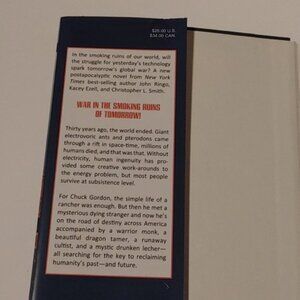 $28.00 U.S.
$38.00 CAN.
In the smoking ruins of our world, will
the struggle for yesterday's technology
spark tomorrow's global war? A new
postapocalyptic novel from New York
Times best-selling author John Ringo,
Kacey Ezell, and Christopher L. Smith.
WAR IN THE SMOKING RUINS
OF TOMORROW!
Thirty years ago, the world ended. Giant
electrovoric ants and pterodons came
through a rift in space-time, millions of
humans died, and that was that. Without
electricity, human ingenuity has pro-
vided some creative work-arounds to
the energy problem, but most people
survive at subsistence level.
For Chuck Gordon, the simple life of a
rancher was enough. But then he met a
mysterious dying stranger and now he's
on the road of destiny across America
accompanied by a warrior monk, a
beautiful dragon tamer, a runaway
cultist, and a mystic drunken lecher—
all searching for the key to reclaiming
humanity's past—and future.